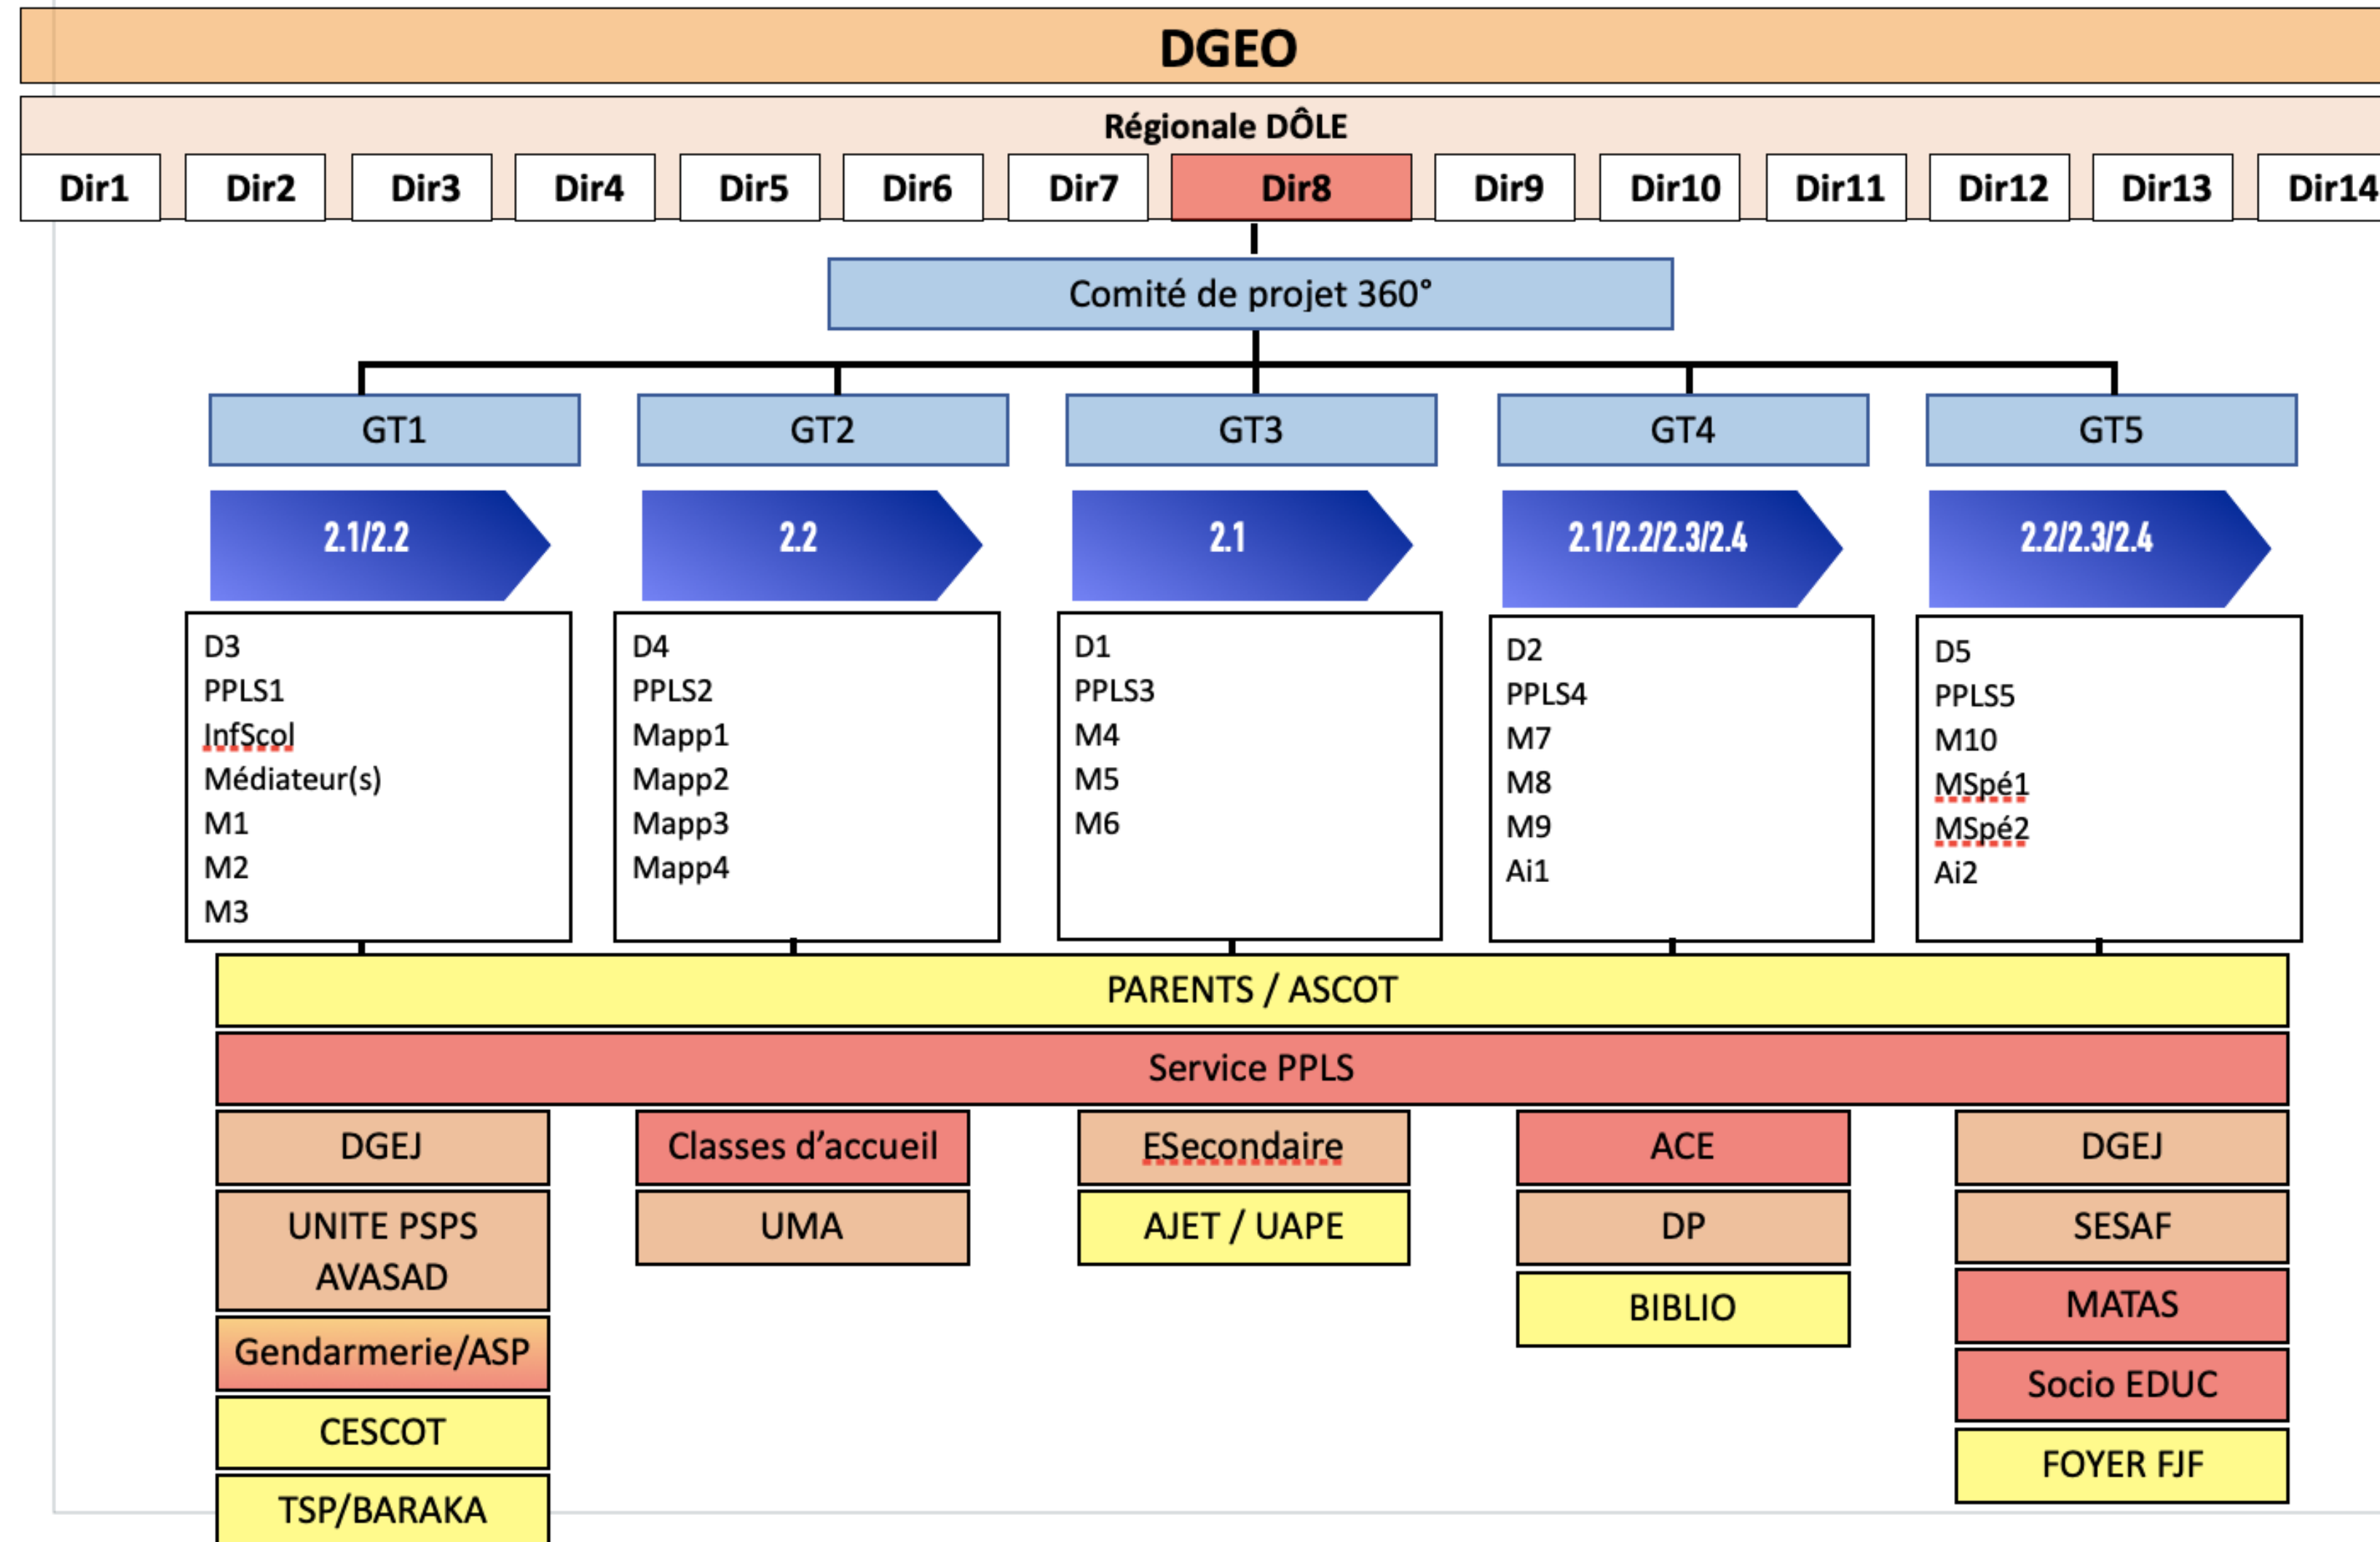 DGEO
Régionale DÔLE
Dir1 Dir2 Dir3 Dir4 Dir5 Dir6 Dir7 Dir8 Dir9 Dir10 Dir11 Dir12 Dir13 Dir14
Comité de projet 360°
GT1 GT2 GT3 GT4 GT5
2.1/2.2 2.2 2.1 2.1/2.2/2.3/2.4 2.2/2.3/2.4
D3
PPLS1
InfScol
Médiateur(s)
M1
M2
M3
D4
PPLS2
Mapp1
Mapp2
Mapp3
Mapp4
D1
PPLS3
M4
M5
M6
D2
PPLS4
M7
M8
M9
Ai1
D5
PPLS5
M10
MSpé1
MSpé2
Ai2
PARENTS / ASCOT
Service PPLS
DGEJ
UNITE PSPS
AVASAD
Gendarmerie/ASP
CESCOT
TSP/BARAKA
Classes d’accueil
UMA
ESecondaire
AJET / UAPE
ACE
DP
BIBLIO
DGEJ
SESAF
MATAS
Socio EDUC
FOYER FJF